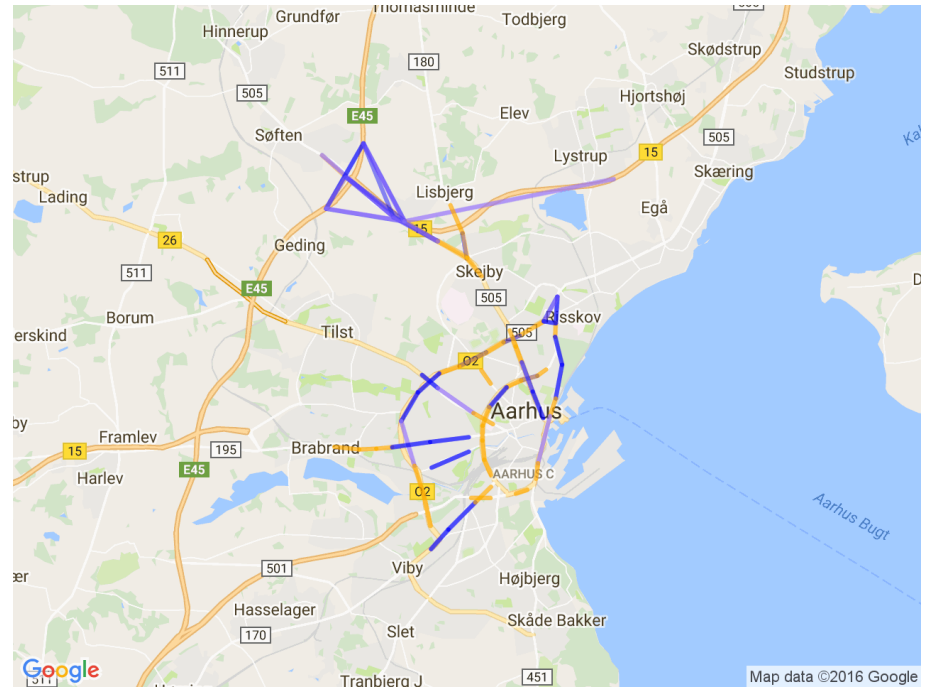 Grundfør
Thomasminde
Todbjerg
Hinnerup
Skødstrup
511
180
Studstrup
505
Hjortshøj
E45
Elev
Søften
505
Lystrup
15
Skæring
Lading
Lisbjerg
Egå
15
26
Geding
Skejby
511
E45
505
Borum
Risskov
Tilst
505
O2
Aarhus
Framlev
15
195
Brabrand
E45
AARHUS C
Harlev
O2
Aarhus Bugt
501
Viby
Højbjerg
Hasselager
170
Slet
Skåde Bakker
Google
511
Tranbjerg J
451
Map data ©2016 Google